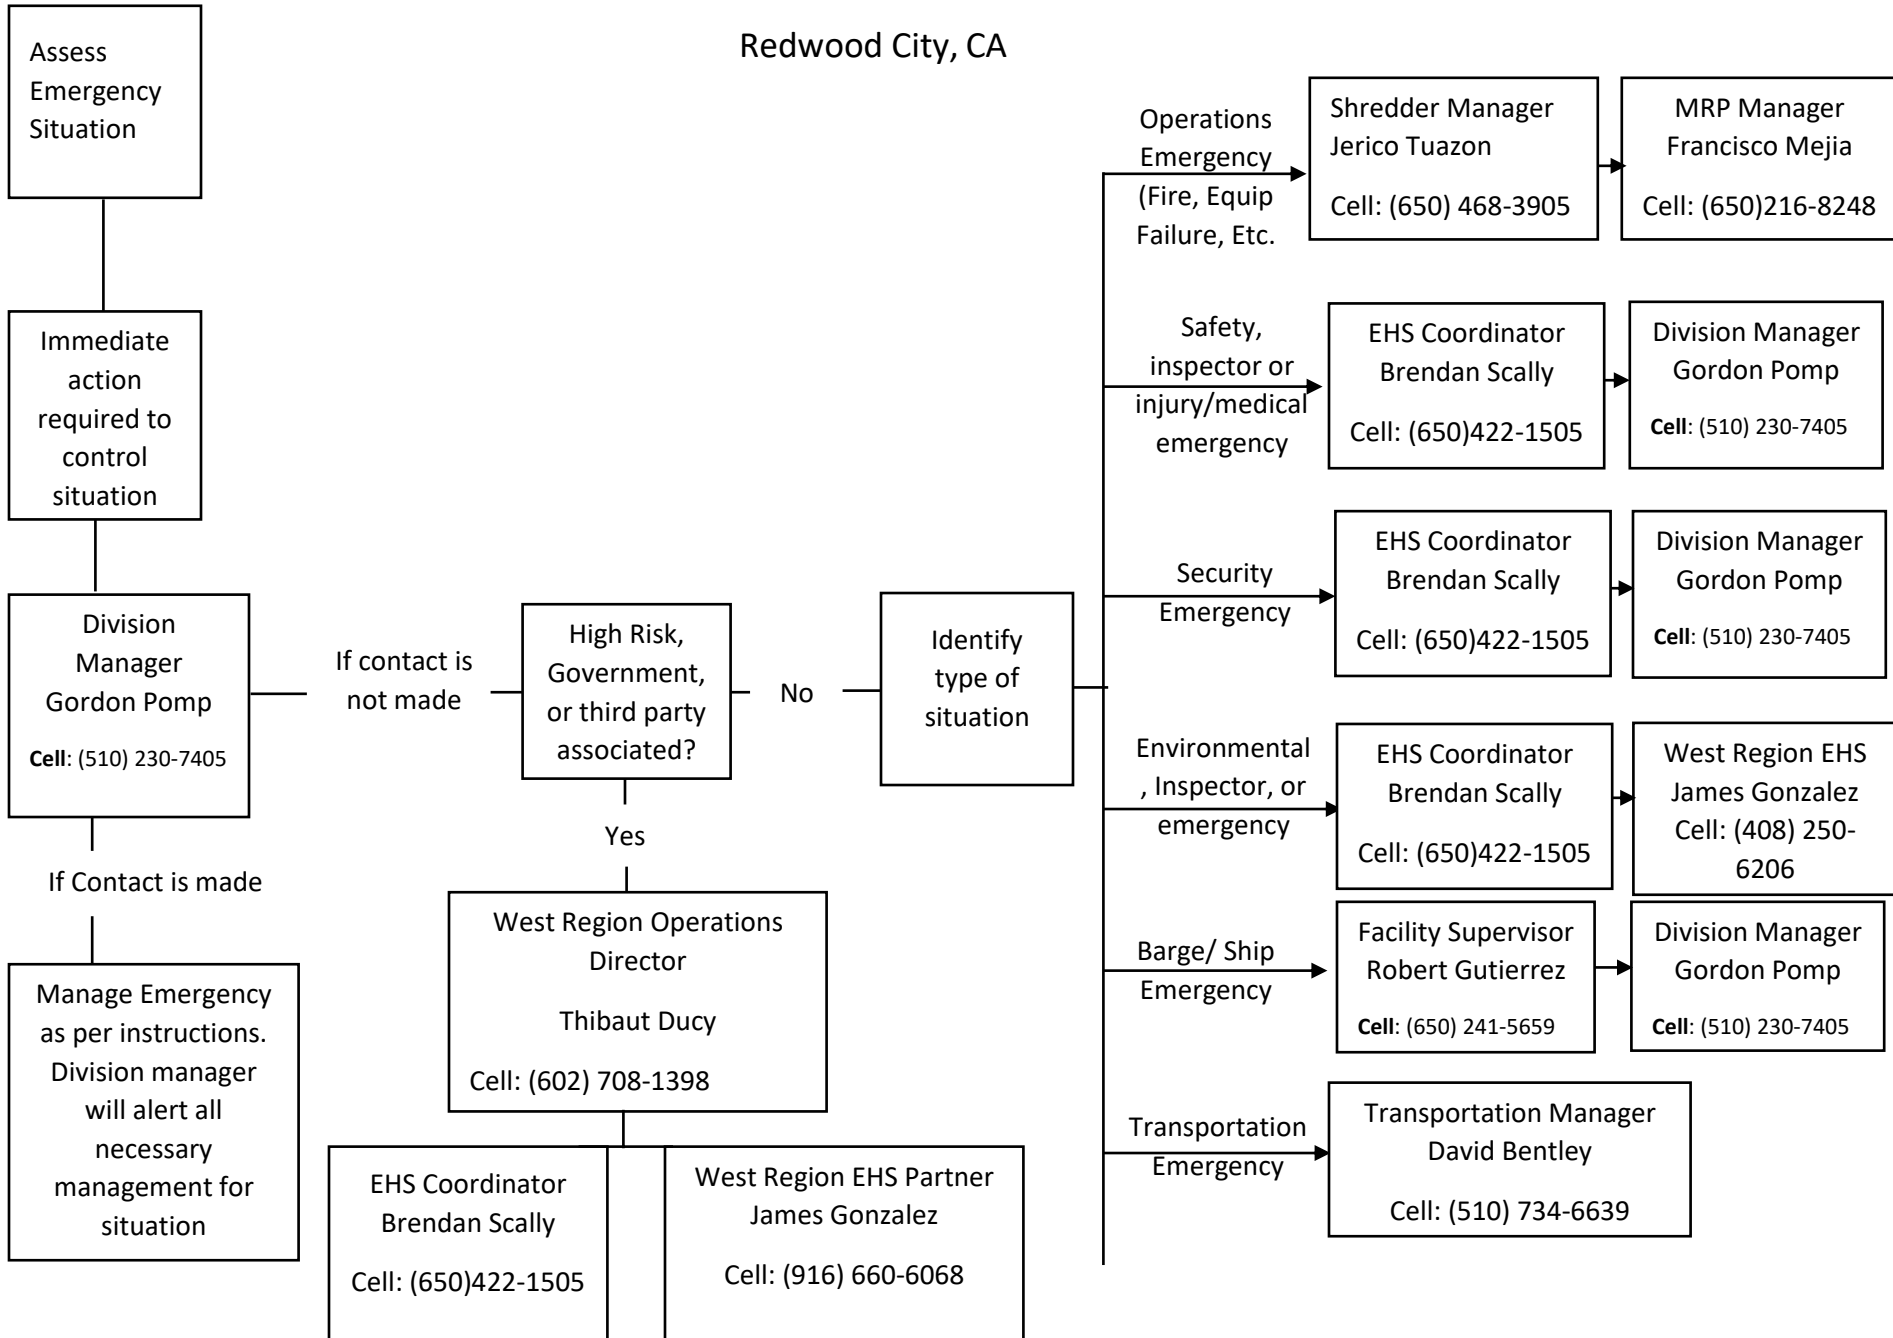 Redwood City, CA
Assess
Emergency
Situation
Immediate
action
required to
control
situation
Division
Manager
Gordon Pomp
Cell: (510) 230-7405
If Contact is made
Manage Emergency
as per instructions.
Division manager
will alert all
necessary
management for
situation
If contact is
not made
High Risk,
Government,
or third party
associated?
Yes
West Region Operations
Director
Thibaut Ducy
Cell: (602) 708-1398
EHS Coordinator
Brendan Scally
Cell: (650)422-1505
West Region EHS Partner
James Gonzalez
Cell: (916) 660-6068
No
Identify
type of
situation
Operations
Emergency
(Fire, Equip
Failure, Etc.
Shredder Manager
Jerico Tuazon
Cell: (650) 468-3905
MRP Manager
Francisco Mejia
Cell: (650)216-8248
Safety,
inspector or
injury/medical
emergency
EHS Coordinator
Brendan Scally
Cell: (650)422-1505
Division Manager
Gordon Pomp
Cell: (510) 230-7405
Security
Emergency
EHS Coordinator
Brendan Scally
Cell: (650)422-1505
Division Manager
Gordon Pomp
Cell: (510) 230-7405
Environmental
, Inspector, or
emergency
EHS Coordinator
Brendan Scally
Cell: (650)422-1505
West Region EHS
James Gonzalez
Cell: (408) 250-
6206
Barge/ Ship
Emergency
Facility Supervisor
Robert Gutierrez
Cell: (650) 241-5659
Division Manager
Gordon Pomp
Cell: (510) 230-7405
Transportation
Emergency
Transportation Manager
David Bentley
Cell: (510) 734-6639